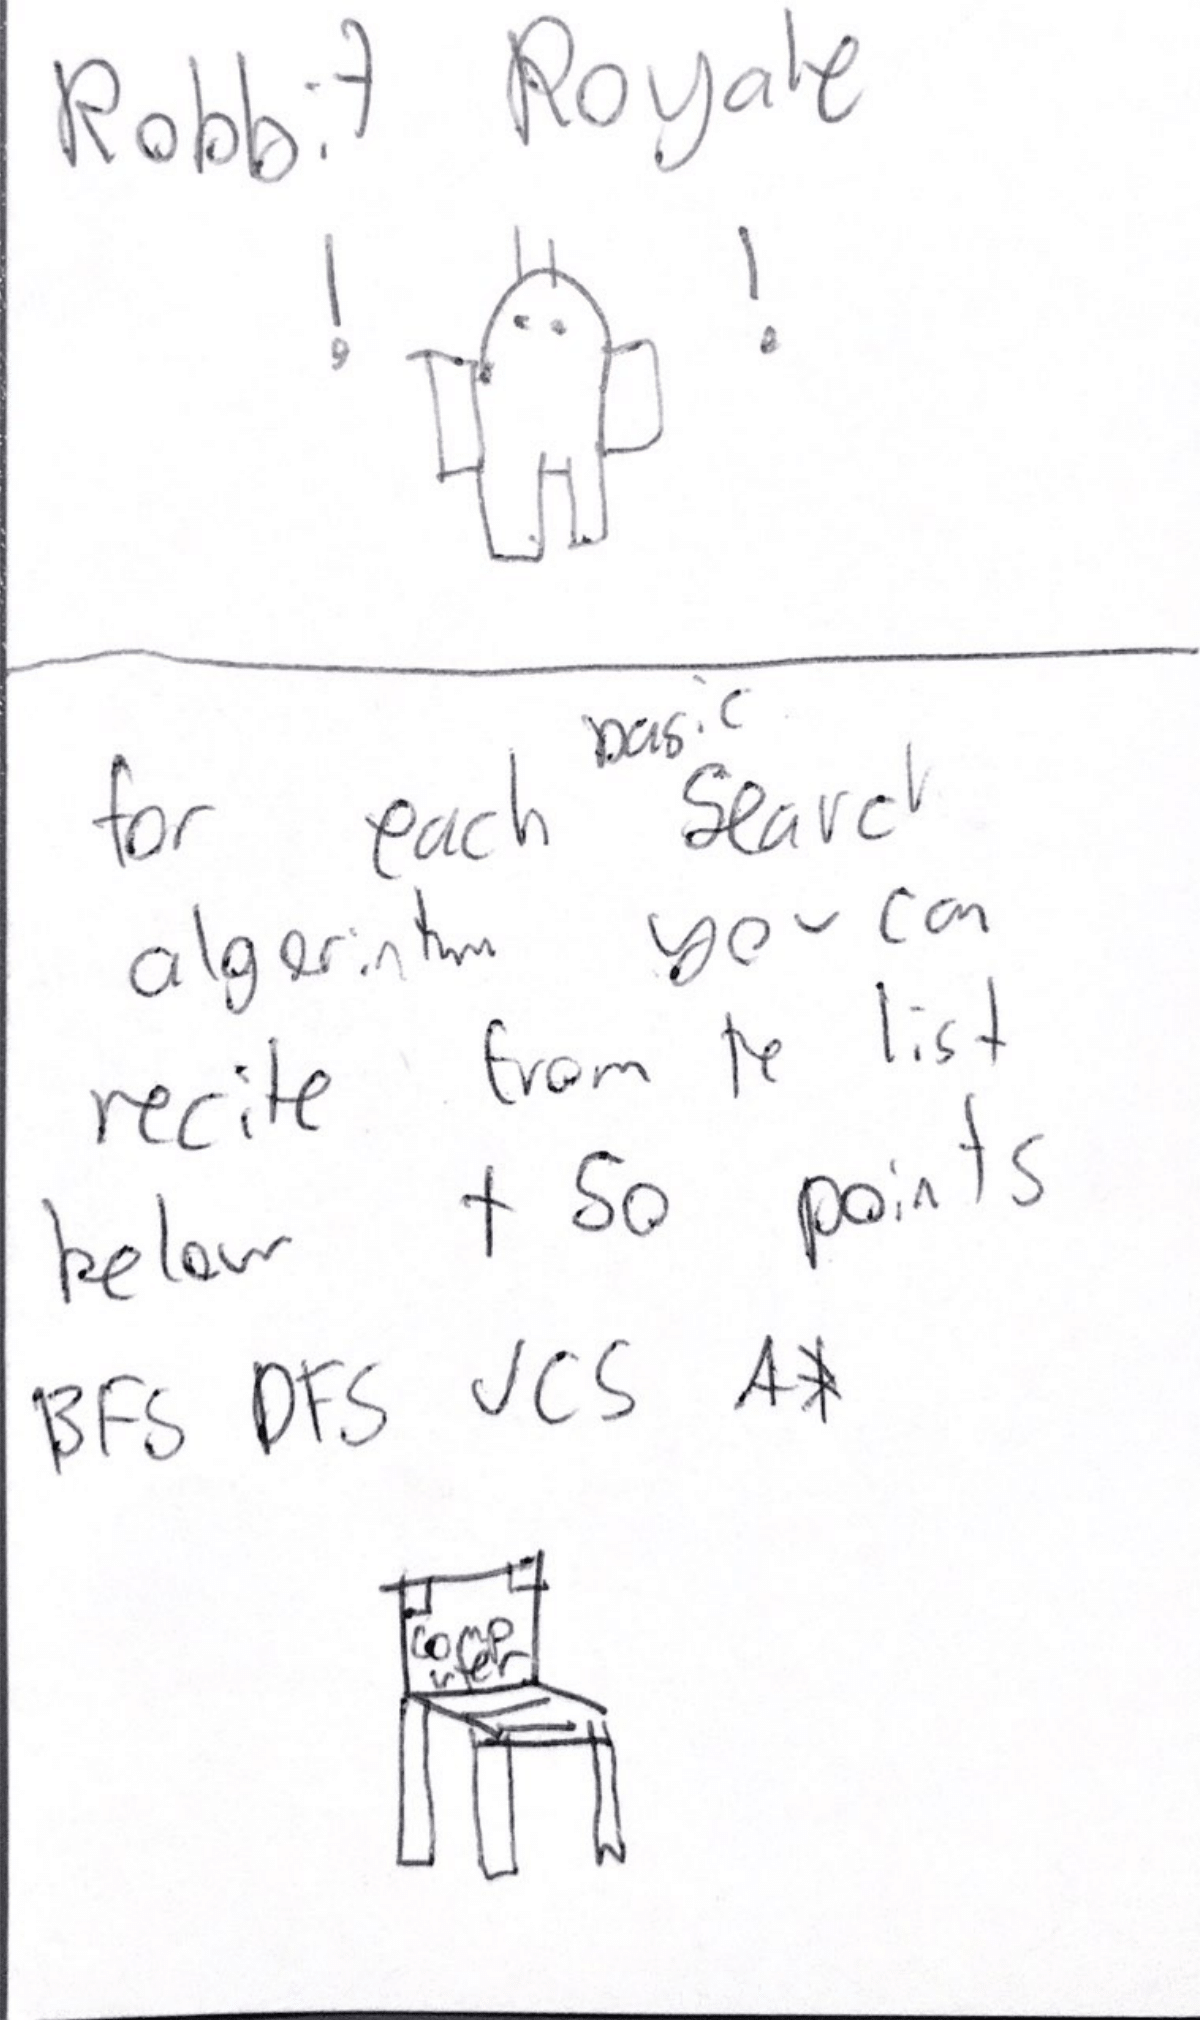 Robbit Royale
! !
basic
for each Search
algerithm you can
recite from the list
below + 50 points
BFS DFS UCS A*
comp
uter